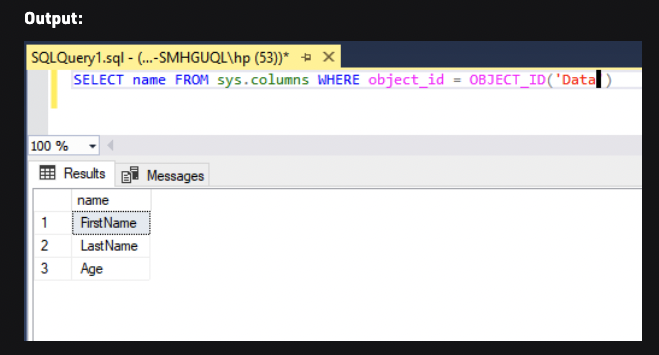 Output:
SQLQuery1.sql - (...-SMHGUQL\hp (53))*
SELECT name FROM sys.columns WHERE object_id = OBJECT_ID('Data')
100 %
Results Messages
name
1 FirstName
2 LastName
3 Age